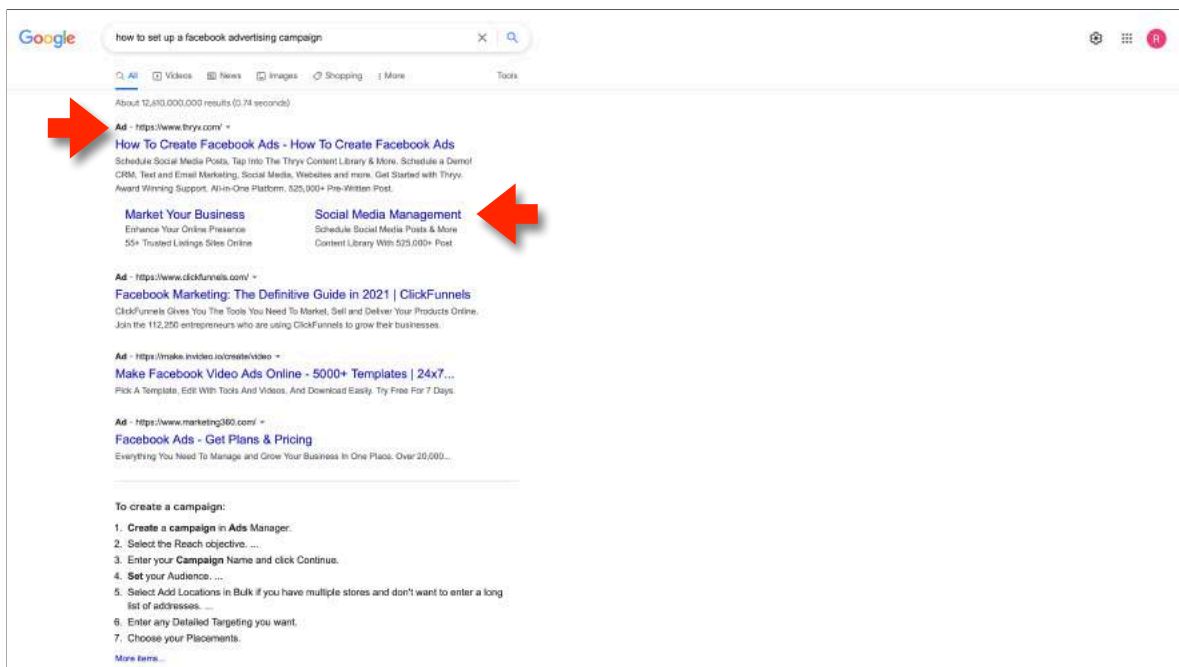 Google
how to set up a facebook advertising campaign
All Videos News Images Shopping More Tools
About 12,610,000,000 results (0.74 seconds)
Ad · https://www.thryv.com/
How To Create Facebook Ads - How To Create Facebook Ads
Schedule Social Media Posts, Tap Into The Thryv Content Library & More. Schedule a Demo!
CRM, Text and Email Marketing, Social Media, Websites and more. Get Started with Thryv.
Award Winning Support. All-in-One Platform. 525,000+ Pre-Written Post.
Market Your Business
Enhance Your Online Presence
55+ Trusted Listings Sites Online
Social Media Management
Schedule Social Media Posts & More
Content Library With 525,000+ Post
Ad · https://www.clickfunnels.com/
Facebook Marketing: The Definitive Guide in 2021 | ClickFunnels
ClickFunnels Gives You The Tools You Need To Market, Sell and Deliver Your Products Online.
Join the 112,250 entrepreneurs who are using ClickFunnels to grow their businesses.
Ad · https://make.invideo.io/create/video
Make Facebook Video Ads Online - 5000+ Templates | 24x7...
Pick A Template, Edit With Tools And Videos, And Download Easily. Try Free For 7 Days.
Ad · https://www.marketing360.com/
Facebook Ads - Get Plans & Pricing
Everything You Need To Manage and Grow Your Business In One Place. Over 20,000...
To create a campaign:
1. Create a campaign in Ads Manager.
2. Select the Reach objective. ...
3. Enter your Campaign Name and click Continue.
4. Set your Audience. ...
5. Select Add Locations in Bulk if you have multiple stores and don't want to enter a long
list of addresses. ...
6. Enter any Detailed Targeting you want.
7. Choose your Placements.
More items...
R